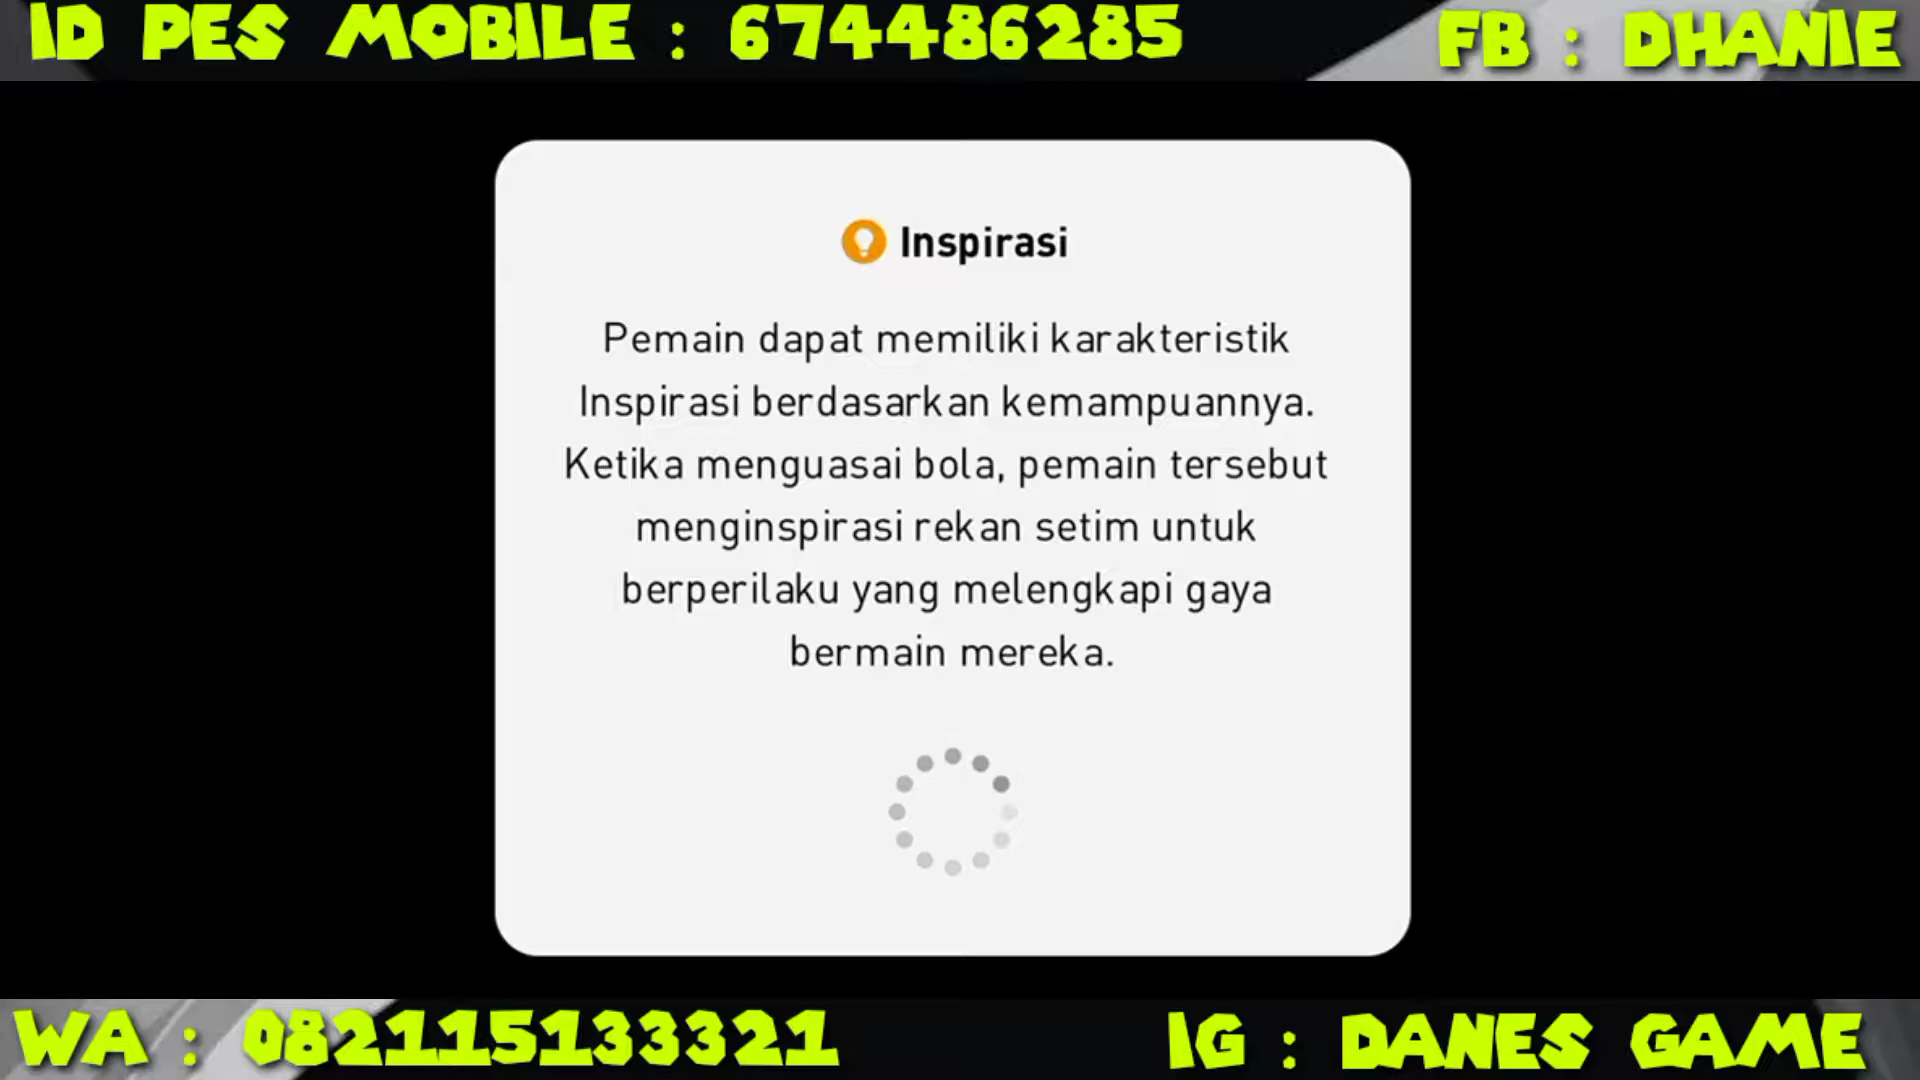 ID PES MOBILE : 674486285
FB : DHANIE
Inspirasi
Pemain dapat memiliki karakteristik
Inspirasi berdasarkan kemampuannya.
Ketika menguasai bola, pemain tersebut
menginspirasi rekan setim untuk
berperilaku yang melengkapi gaya
bermain mereka.
WA : 082115133321
IG : DANES GAME